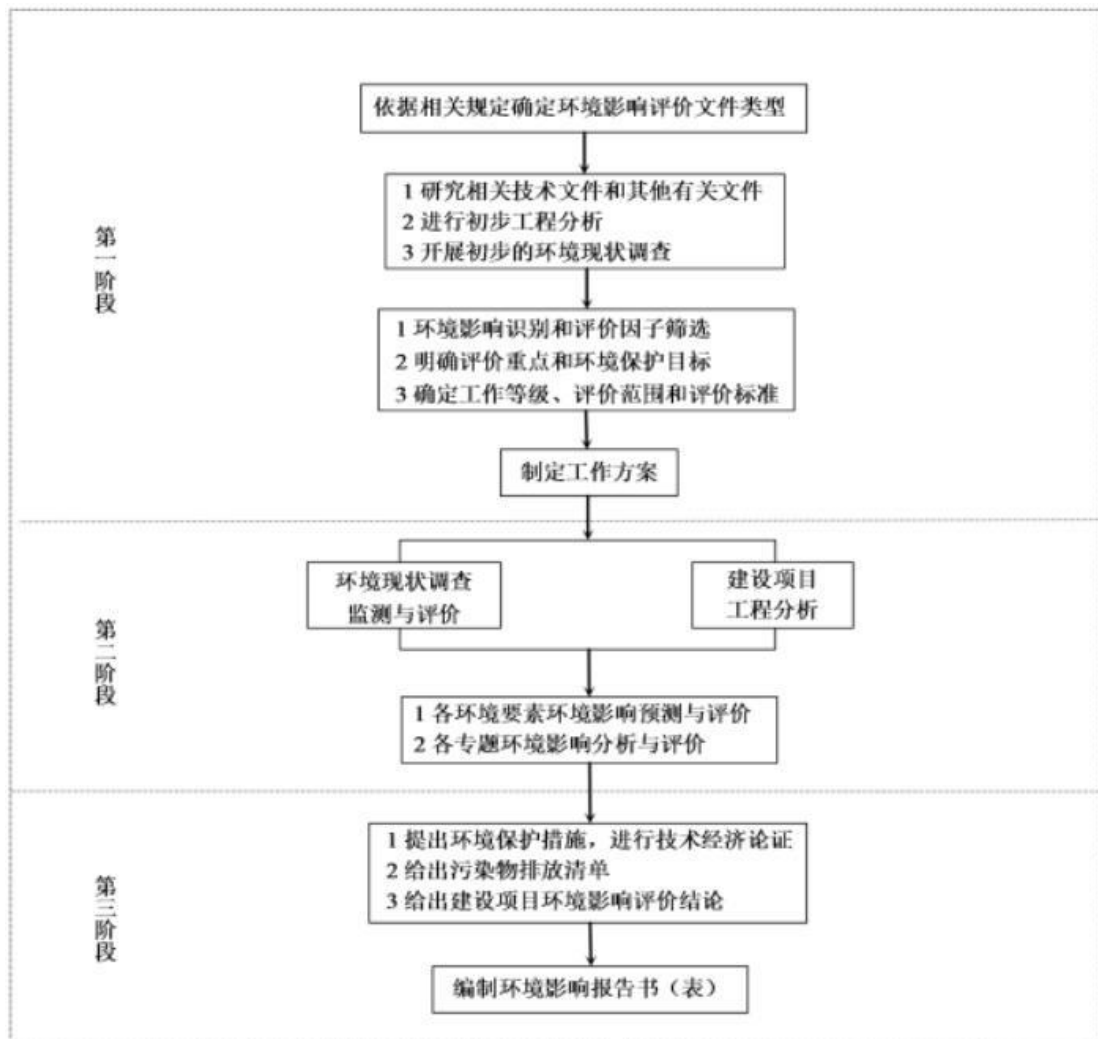 依据相关规定确定环境影响评价文件类型
1 研究相关技术文件和其他有关文件
2 进行初步工程分析
3 开展初步的环境现状调查
第一阶段
1 环境影响识别和评价因子筛选
2 明确评价重点和环境保护目标
3 确定工作等级、评价范围和评价标准
制定工作方案
环境现状调查
监测与评价
建设项目
工程分析
第二阶段
1 各环境要素环境影响预测与评价
2 各专题环境影响分析与评价
1 提出环境保护措施，进行技术经济论证
2 给出污染物排放清单
3 给出建设项目环境影响评价结论
第三阶段
编制环境影响报告书（表）